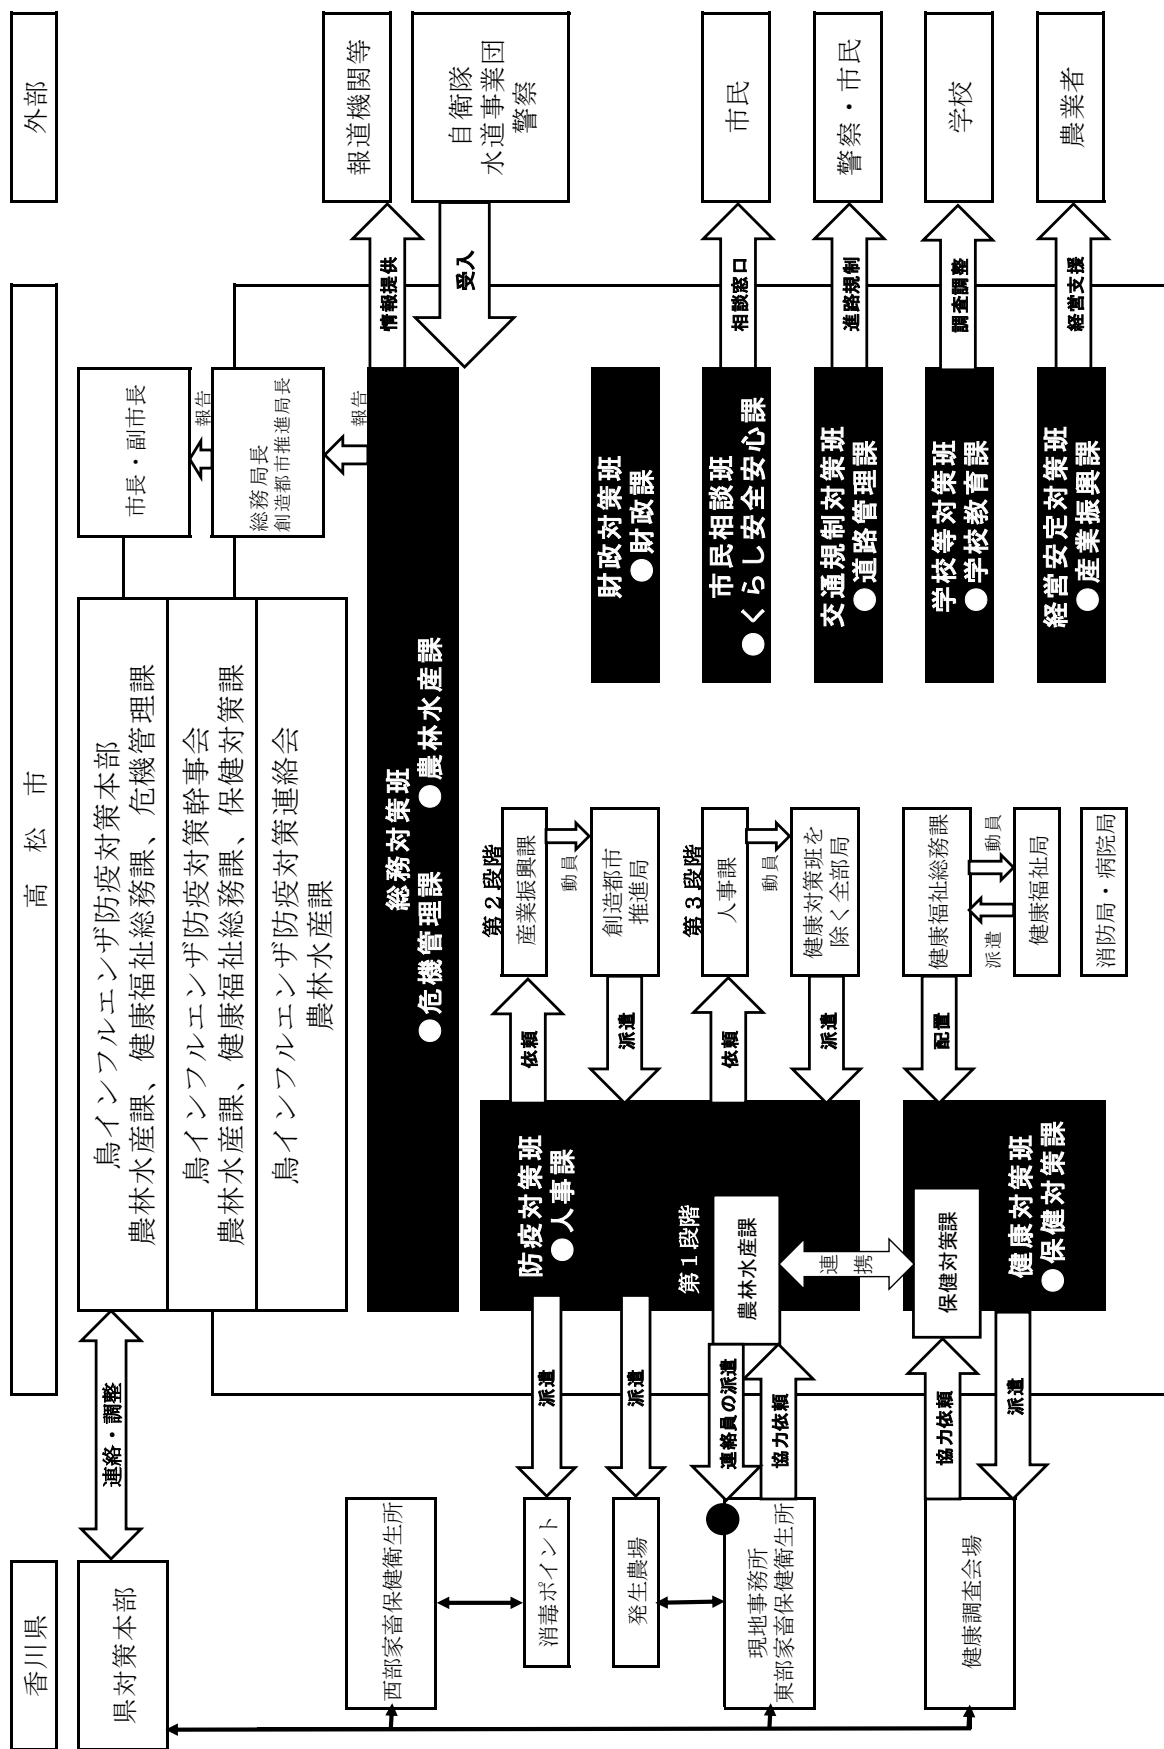 香川県
高松市
外部
県対策本部
連絡・調整
鳥インフルエンザ防疫対策本部
農林水産課、健康福祉総務課、危機管理課
鳥インフルエンザ防疫対策幹事会
農林水産課、健康福祉総務課、保健対策課
鳥インフルエンザ防疫対策連絡会
農林水産課
市長・副市長
報告
総務局長
創造都市推進局長
報告
総務対策班
●危機管理課 ●農林水産課
情報提供
報道機関等
受入
自衛隊
水道事業団
警察
西部家畜保健衛生所
消毒ポイント
派遣
発生農場
派遣
現地事務所
東部家畜保健衛生所
連絡員の派遣
協力依頼
防疫対策班
●人事課
第1段階
農林水産課
連携
依頼
第2段階
産業振興課
動員
創造都市
推進局
派遣
依頼
第3段階
人事課
動員
健康対策班を
除く全部局
派遣
財政対策班
●財政課
市民相談班
●くらし安全安心課
相談窓口
市民
交通規制対策班
●道路管理課
進路規制
警察・市民
学校等対策班
●学校教育課
調査調整
学校
経営安定対策班
●産業振興課
経営支援
農業者
健康調査会場
協力依頼
派遣
保健対策課
健康対策班
●保健対策課
配置
健康福祉総務課
派遣
動員
健康福祉局
消防局・病院局